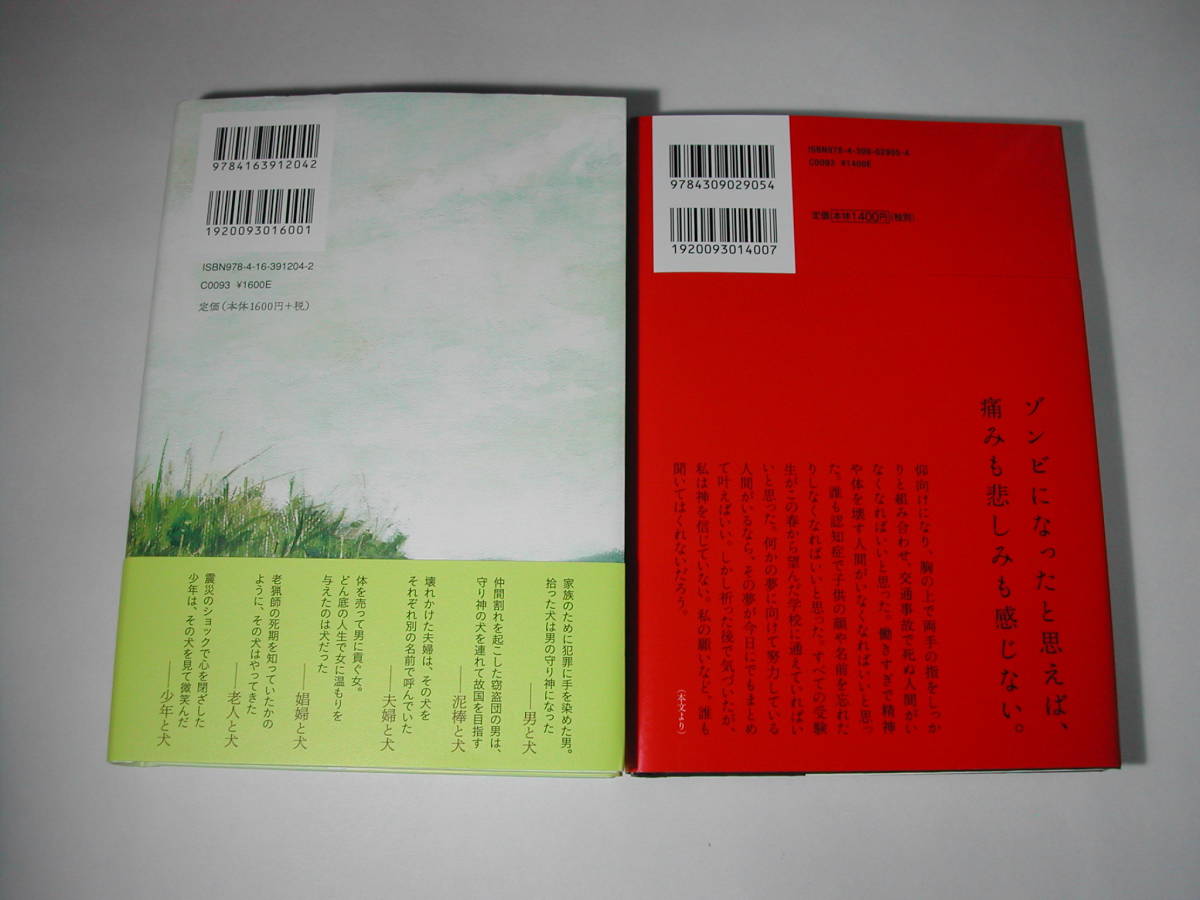 9784163912042
1920093016001
ISBN978-4-16-391204-2
C0093 ¥1600E
定価(本体1600円+税)
家族のために犯罪に手を染めた男。
拾った犬は男の守り神になった
——男と犬
仲間割れを起こした窃盗団の男は、
守り神の犬を連れて故国を目指す
——泥棒と犬
壊れかけた夫婦は、その犬を
それぞれ別の名前で呼んでいた
——夫婦と犬
体を売って男に貢ぐ女。
どん底の人生で女に温もりを
与えたのは犬だった
——娼婦と犬
老猟師の死期を知っていたかの
ように、その犬はやってきた
——老人と犬
震災のショックで心を閉ざした
少年は、その犬を見て微笑んだ
——少年と犬
9784309029054
1920093014007
ISBN978-4-309-02905-4
C0093 ¥1400E
定価 本体1400円(税別)
ゾンビになったと思えば、
痛みも悲しみも感じない。
仰向けになり、胸の上で両手の指をしっか
りと組み合わせ、交通事故で死ぬ人間がい
なくなればいいと思った。働きすぎで精神
や体を壊す人間がいなくなればいいと思っ
た。誰も認知症で子供の顔や名前を忘れた
りしなくなればいいと思った。すべての受験
生がこの春から望んだ学校に通えていればい
いと思った。何かの夢に向けて努力している
人間がいるなら、その夢が今日にでもまとめ
て叶えばいい。しかし祈った後で気づいたが、
私は神を信じていない。私の願いなど、誰も
聞いてはくれないだろう。
(本文より)